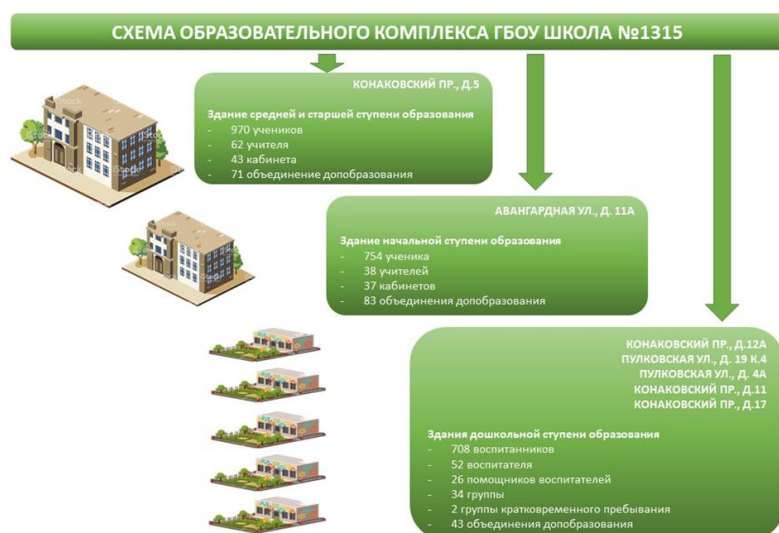 СХЕМА ОБРАЗОВАТЕЛЬНОГО КОМПЛЕКСА ГБОУ ШКОЛА №1315
КОНАКОВСКИЙ ПР., Д.5
Здание средней и старшей ступени образования
- 970 учеников
- 62 учителя
- 43 кабинета
- 71 объединение допобразования
АВАНГАРДНАЯ УЛ., Д. 11А
Здание начальной ступени образования
- 754 ученика
- 38 учителей
- 37 кабинетов
- 83 объединения допобразования
КОНАКОВСКИЙ ПР., Д.12А
ПУЛКОВСКАЯ УЛ., Д. 19 К.4
ПУЛКОВСКАЯ УЛ., Д. 4А
КОНАКОВСКИЙ ПР., Д.11
КОНАКОВСКИЙ ПР., Д.17
Здания дошкольной ступени образования
- 708 воспитанников
- 52 воспитателя
- 26 помощников воспитателей
- 34 группы
- 2 группы кратковременного пребывания
- 43 объединения допобразования